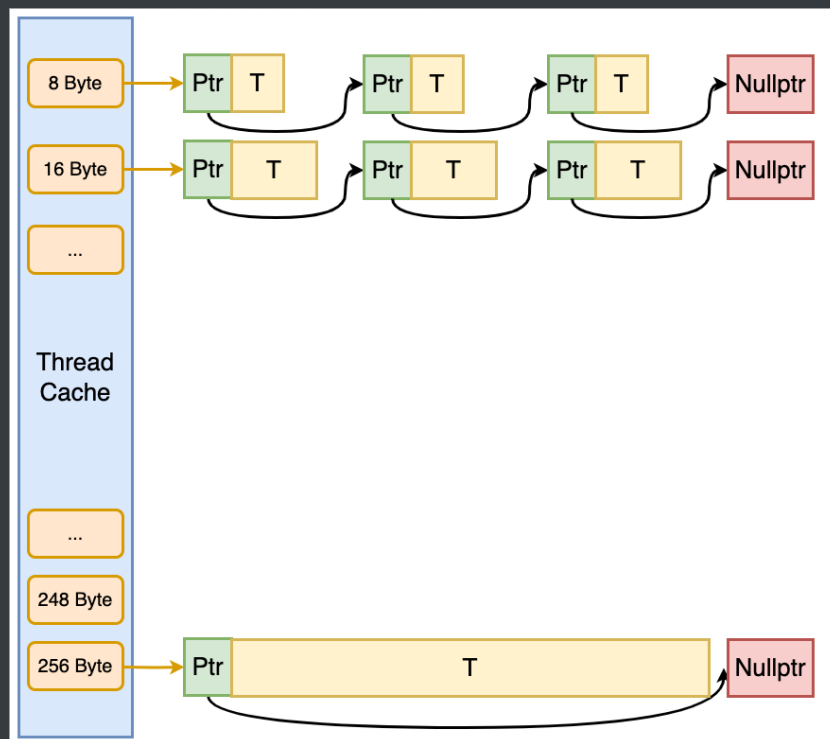 8 Byte Ptr T Ptr T Ptr T Nullptr
16 Byte Ptr T Ptr T Ptr T Nullptr
...
Thread
Cache
...
248 Byte
256 Byte Ptr T Nullptr